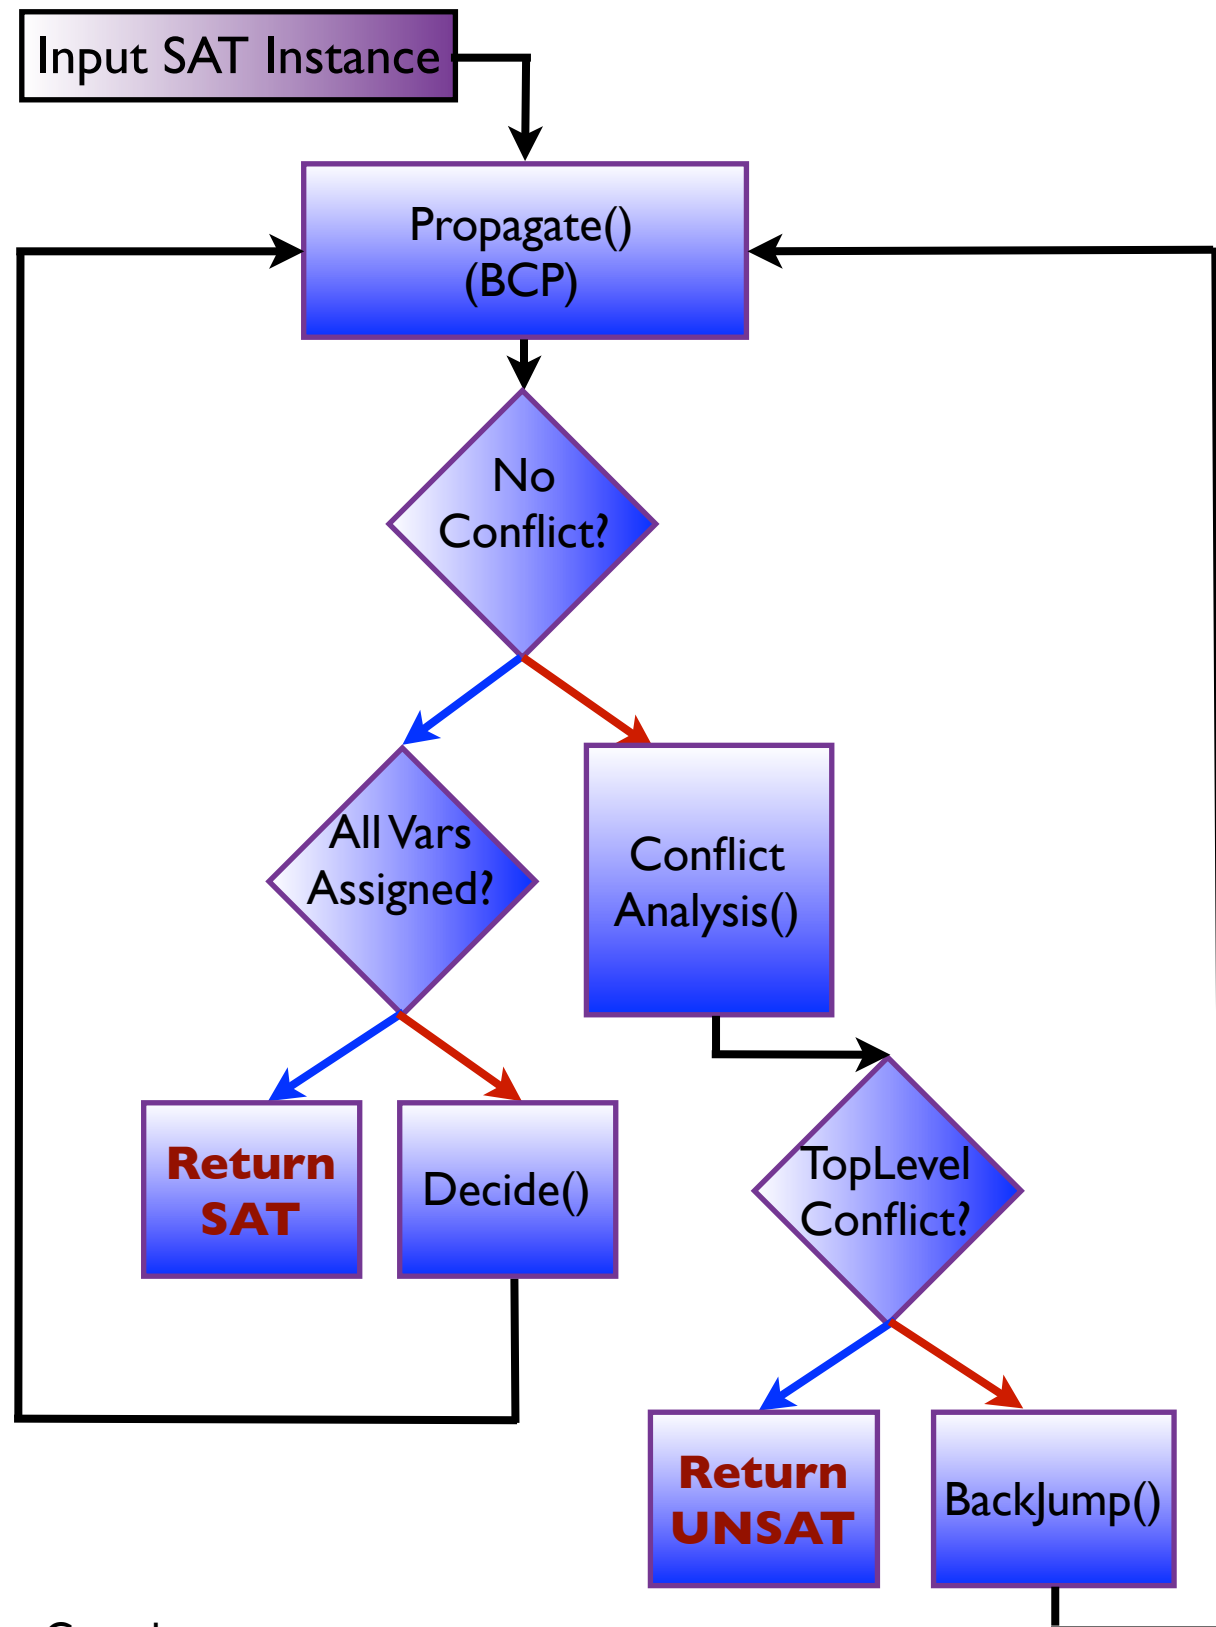 Input SAT Instance
Propagate()
(BCP)
No
Conflict?
All Vars
Assigned?
Conflict
Analysis()
Return
SAT
Decide()
TopLevel
Conflict?
Return
UNSAT
BackJump()